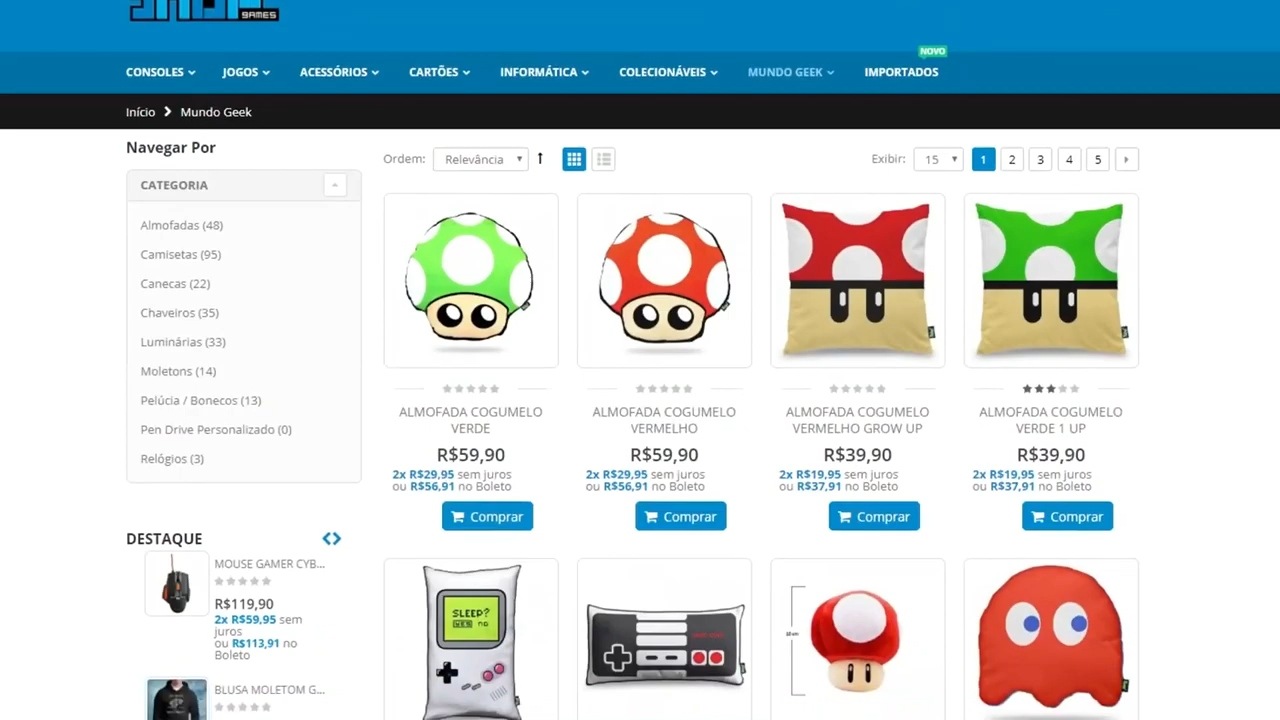 GAMES
NOVO
CONSOLES JOGOS ACESSÓRIOS CARTÕES INFORMÁTICA COLECIONÁVEIS MUNDO GEEK IMPORTADOS
Início Mundo Geek
Navegar Por
CATEGORIA
Almofadas (48)
Camisetas (95)
Canecas (22)
Chaveiros (35)
Luminárias (33)
Moletons (14)
Pelúcia / Bonecos (13)
Pen Drive Personalizado (0)
Relógios (3)
DESTAQUE
MOUSE GAMER CYB...
R$119,90
2x R$59,95 sem
juros
ou R$113,91 no
Boleto
BLUSA MOLETOM G...
Ordem: Relevância
Exibir: 15 1 2 3 4 5
ALMOFADA COGUMELO
VERDE
R$59,90
2x R$29,95 sem juros
ou R$56,91 no Boleto
Comprar
ALMOFADA COGUMELO
VERMELHO
R$59,90
2x R$29,95 sem juros
ou R$56,91 no Boleto
Comprar
ALMOFADA COGUMELO
VERMELHO GROW UP
R$39,90
2x R$19,95 sem juros
ou R$37,91 no Boleto
Comprar
ALMOFADA COGUMELO
VERDE 1 UP
R$39,90
2x R$19,95 sem juros
ou R$37,91 no Boleto
Comprar
SLEEP?
YES no